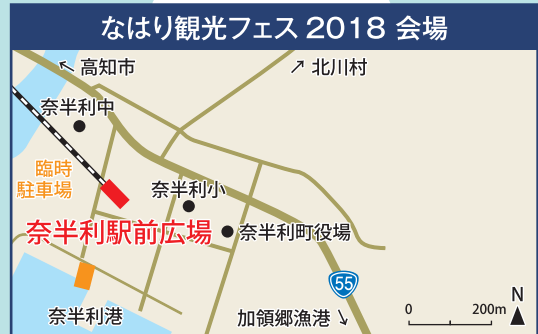 なはり観光フェス 2018 会場
↖ 高知市
↗ 北川村
奈半利中
臨時
駐車場
奈半利小
奈半利駅前広場
奈半利町役場
55
N
0 200m
奈半利港
加領郷漁港 ↘